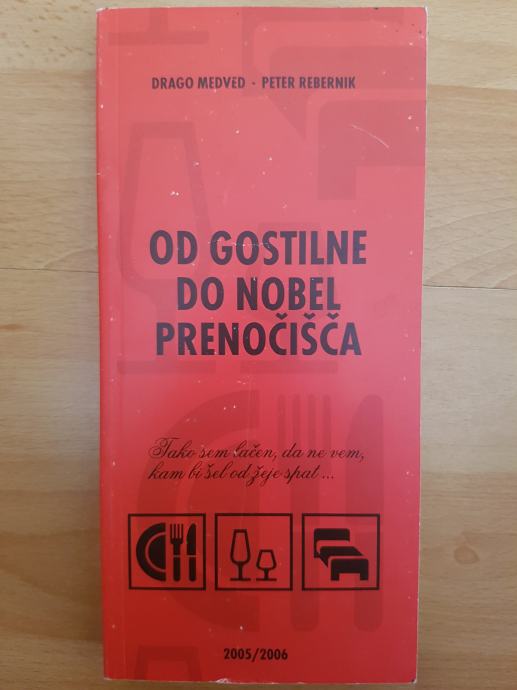 DRAGO MEDVED - PETER REBERNIK
OD GOSTILNE
DO NOBEL
PRENOČIŠČA
Tako sem lačen, da ne vem,
kam bi šel od žeje spat ...
2005/2006